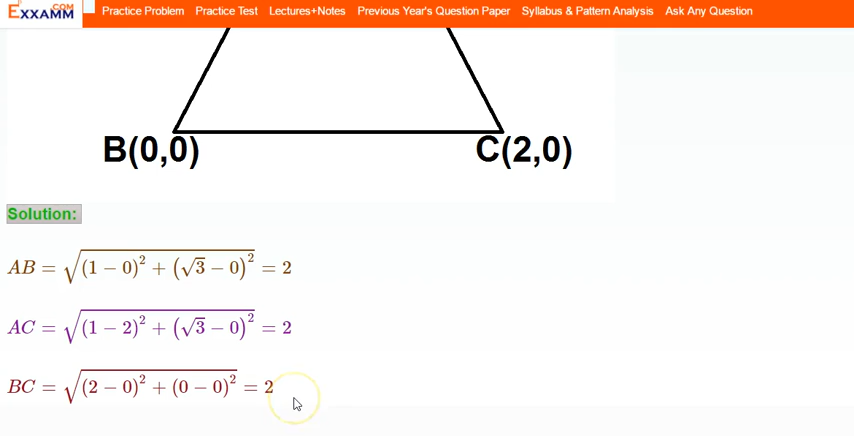 EXXAMM.COM Practice Problem Practice Test Lectures+Notes Previous Year's Question Paper Syllabus & Pattern Analysis Ask Any Question
B(0,0) C(2,0)
Solution:
AB = √((1 − 0)² + (√3 − 0)²) = 2
AC = √((1 − 2)² + (√3 − 0)²) = 2
BC = √((2 − 0)² + (0 − 0)²) = 2